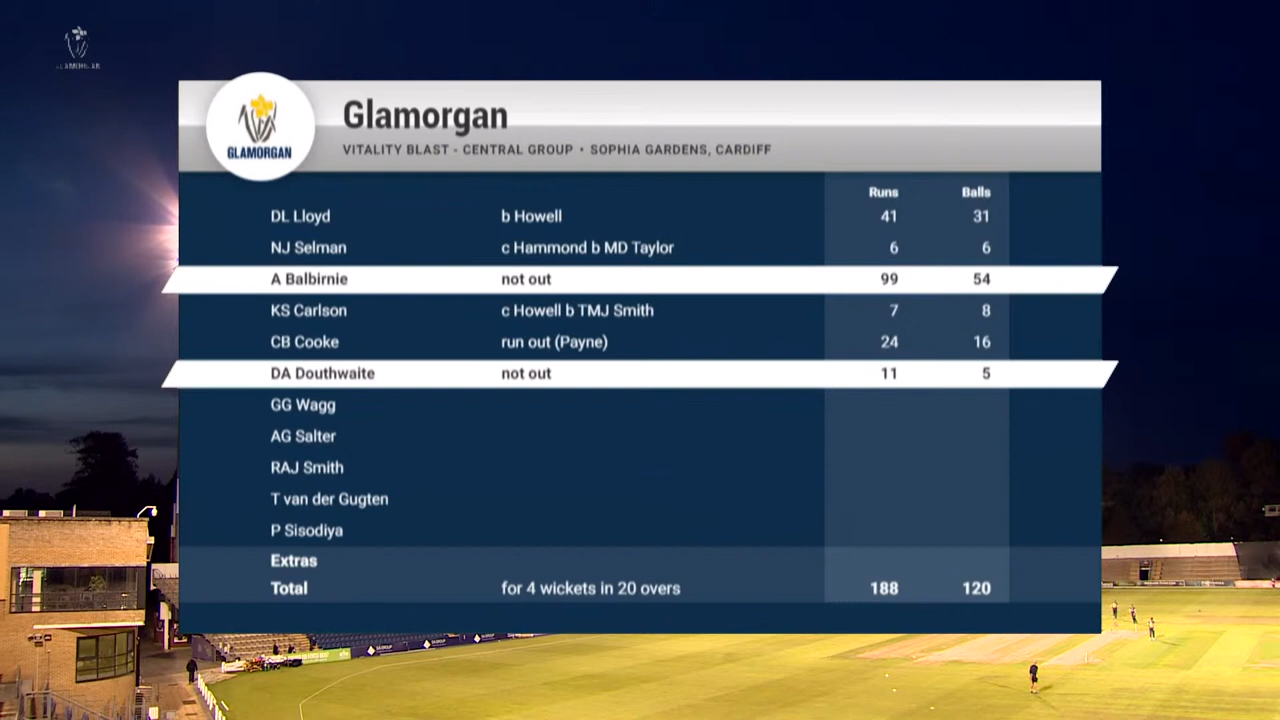 GLAMORGAN
Glamorgan
GLAMORGAN
VITALITY BLAST - CENTRAL GROUP • SOPHIA GARDENS, CARDIFF
Runs Balls
DL Lloyd b Howell 41 31
NJ Selman c Hammond b MD Taylor 6 6
A Balbirnie not out 99 54
KS Carlson c Howell b TMJ Smith 7 8
CB Cooke run out (Payne) 24 16
DA Douthwaite not out 11 5
GG Wagg
AG Salter
RAJ Smith
T van der Gugten
P Sisodiya
Extras
Total for 4 wickets in 20 overs 188 120